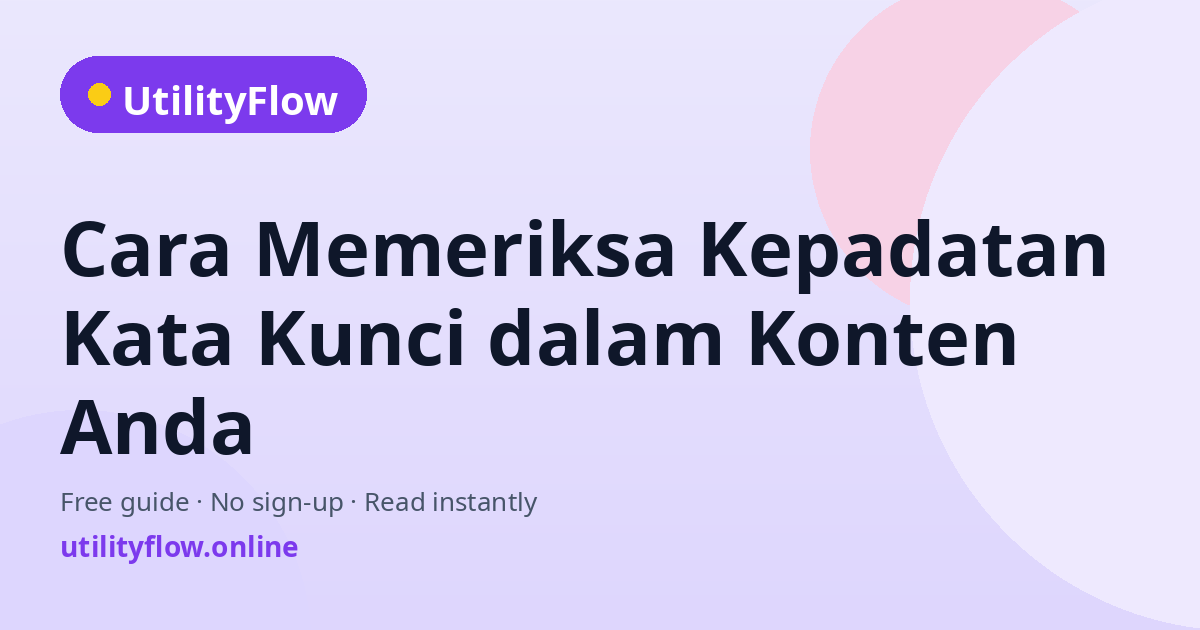 UtilityFlow
Cara Memeriksa Kepadatan
Kata Kunci dalam Konten
Anda
Free guide · No sign-up · Read instantly
utilityflow.online